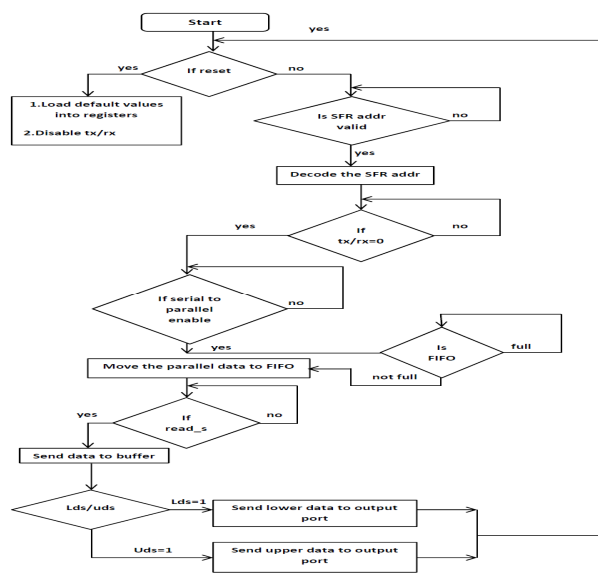 Start
yes
If reset
yes
no
1.Load default values
into registers
2.Disable tx/rx
Is SFR addr
valid
no
yes
Decode the SFR addr
If
tx/rx=0
yes
no
If serial to
parallel
enable
no
yes
Is
FIFO
full
not full
Move the parallel data to FIFO
If
read_s
yes
no
Send data to buffer
Lds/uds
Lds=1
Send lower data to output
port
Uds=1
Send upper data to output
port